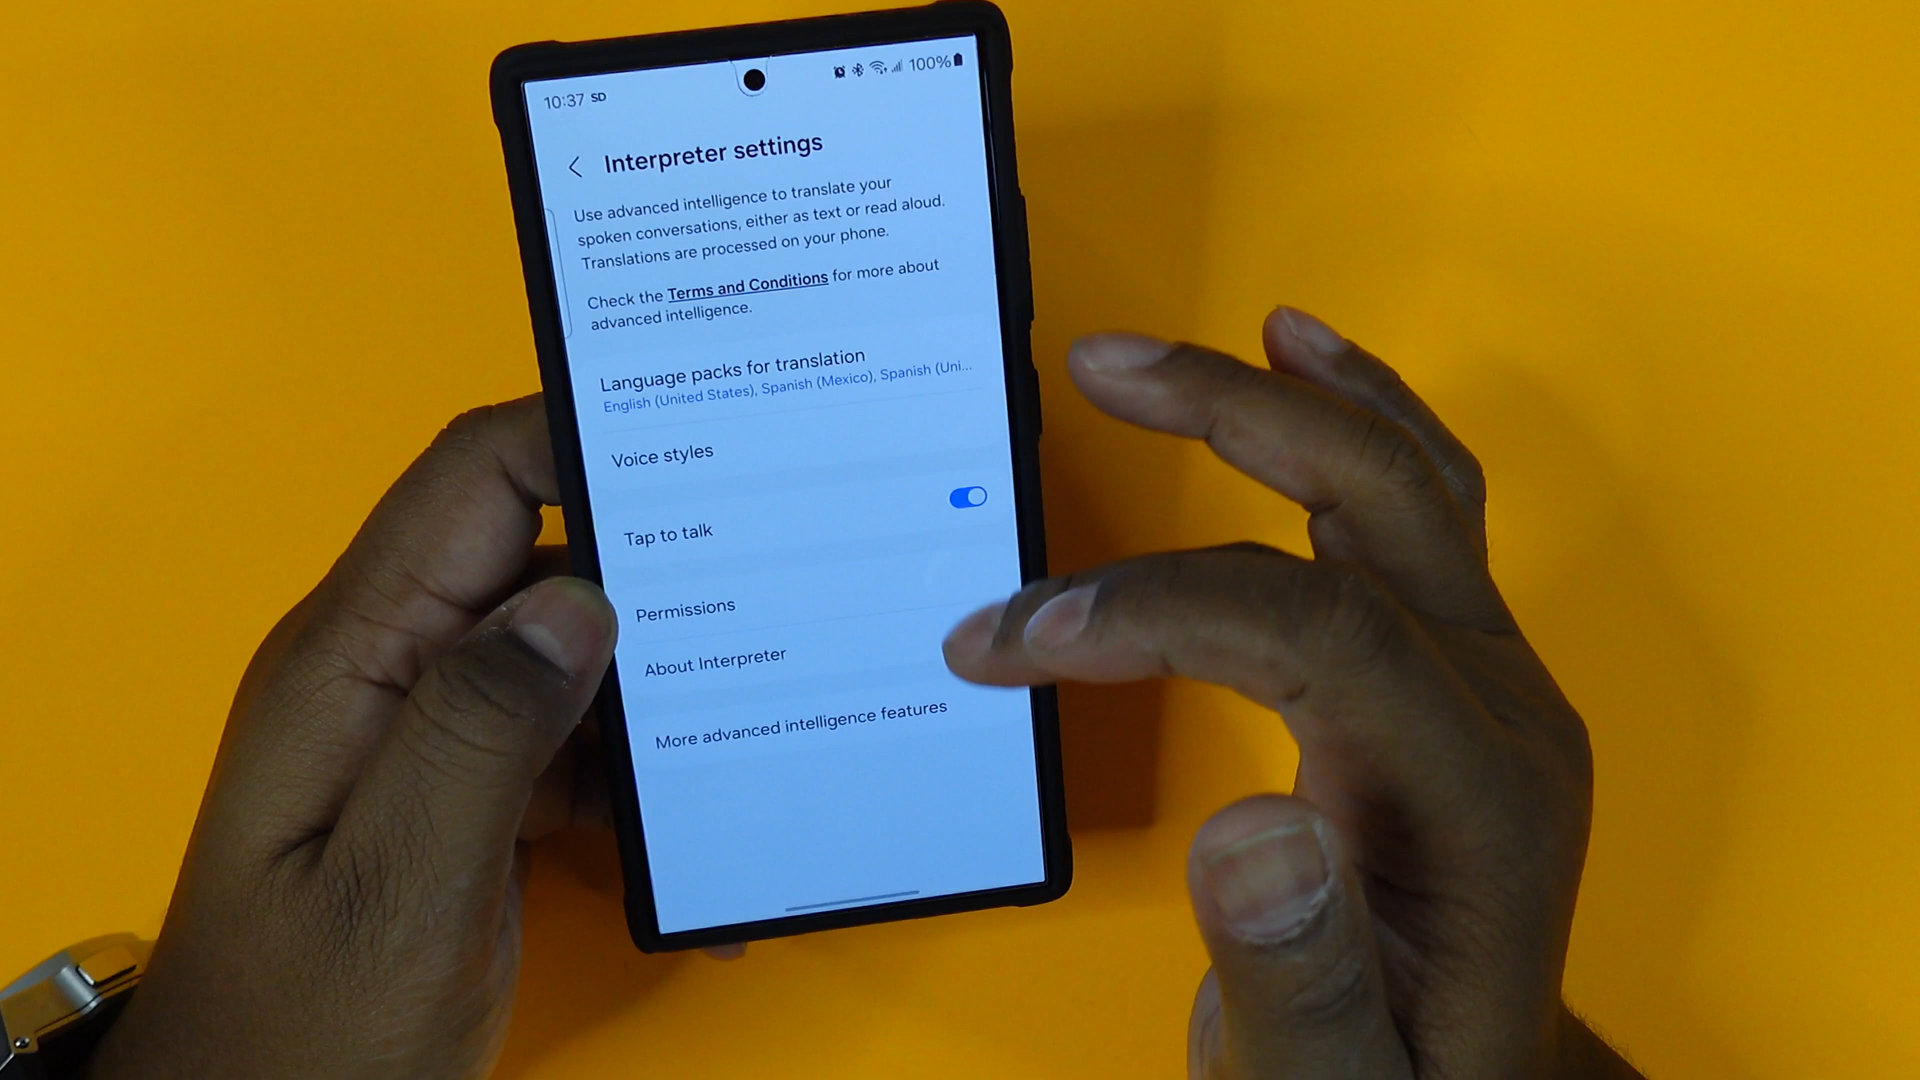 10:37 SD
100%
Interpreter settings
Use advanced intelligence to translate your
spoken conversations, either as text or read aloud.
Translations are processed on your phone.
Check the Terms and Conditions for more about
advanced intelligence.
Language packs for translation
English (United States), Spanish (Mexico), Spanish (Uni...
Voice styles
Tap to talk
Permissions
About Interpreter
More advanced intelligence features